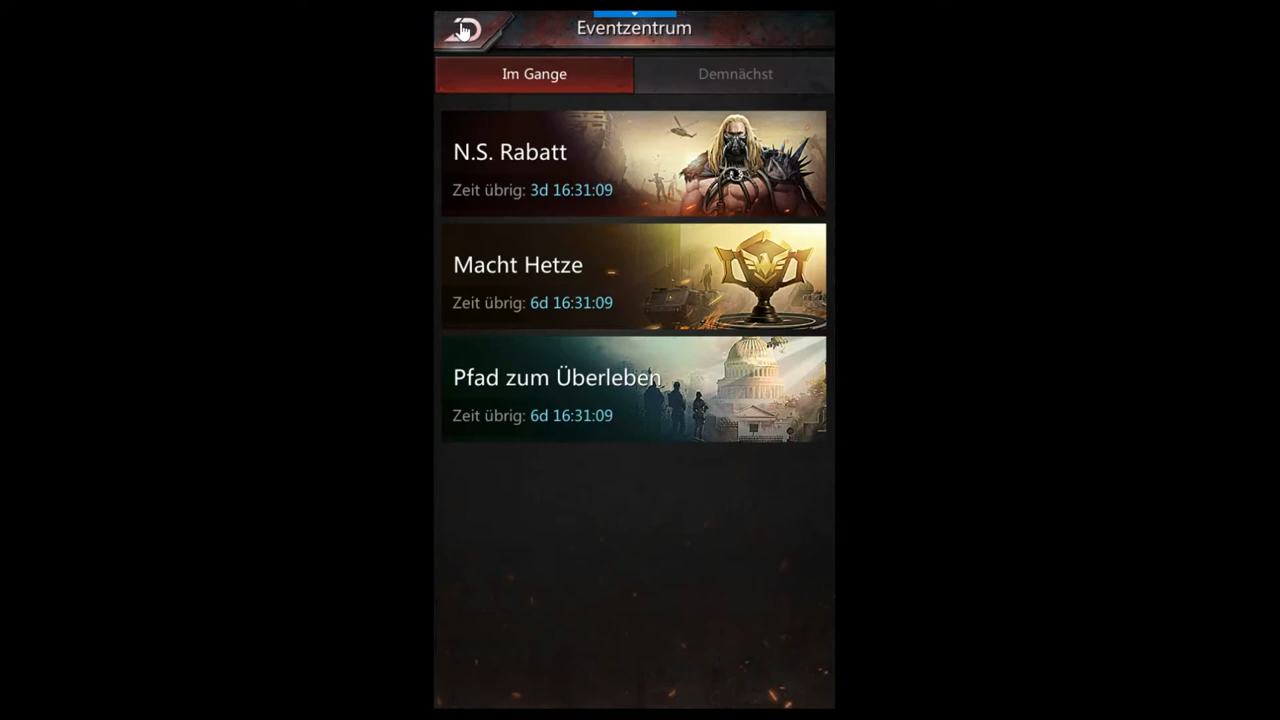 Eventzentrum
Im Gange
Demnächst
N.S. Rabatt
Zeit übrig: 3d 16:31:09
Macht Hetze
Zeit übrig: 6d 16:31:09
Pfad zum Überleben
Zeit übrig: 6d 16:31:09